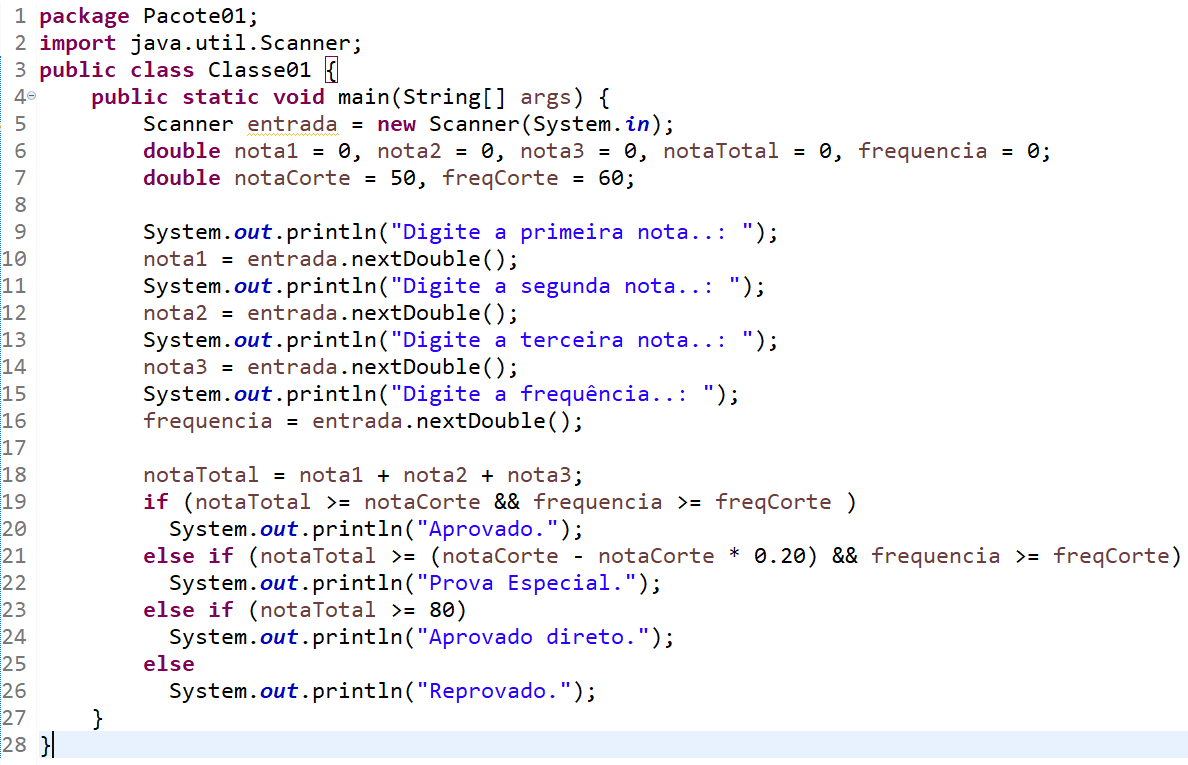 1 package Pacote01;
2 import java.util.Scanner;
3 public class Classe01 {
4     public static void main(String[] args) {
5         Scanner entrada = new Scanner(System.in);
6         double nota1 = 0, nota2 = 0, nota3 = 0, notaTotal = 0, frequencia = 0;
7         double notaCorte = 50, freqCorte = 60;
8
9         System.out.println("Digite a primeira nota..: ");
10         nota1 = entrada.nextDouble();
11         System.out.println("Digite a segunda nota..: ");
12         nota2 = entrada.nextDouble();
13         System.out.println("Digite a terceira nota..: ");
14         nota3 = entrada.nextDouble();
15         System.out.println("Digite a frequência..: ");
16         frequencia = entrada.nextDouble();
17
18         notaTotal = nota1 + nota2 + nota3;
19         if (notaTotal >= notaCorte && frequencia >= freqCorte )
20           System.out.println("Aprovado.");
21         else if (notaTotal >= (notaCorte - notaCorte * 0.20) && frequencia >= freqCorte)
22           System.out.println("Prova Especial.");
23         else if (notaTotal >= 80)
24           System.out.println("Aprovado direto.");
25         else
26           System.out.println("Reprovado.");
27     }
28 }